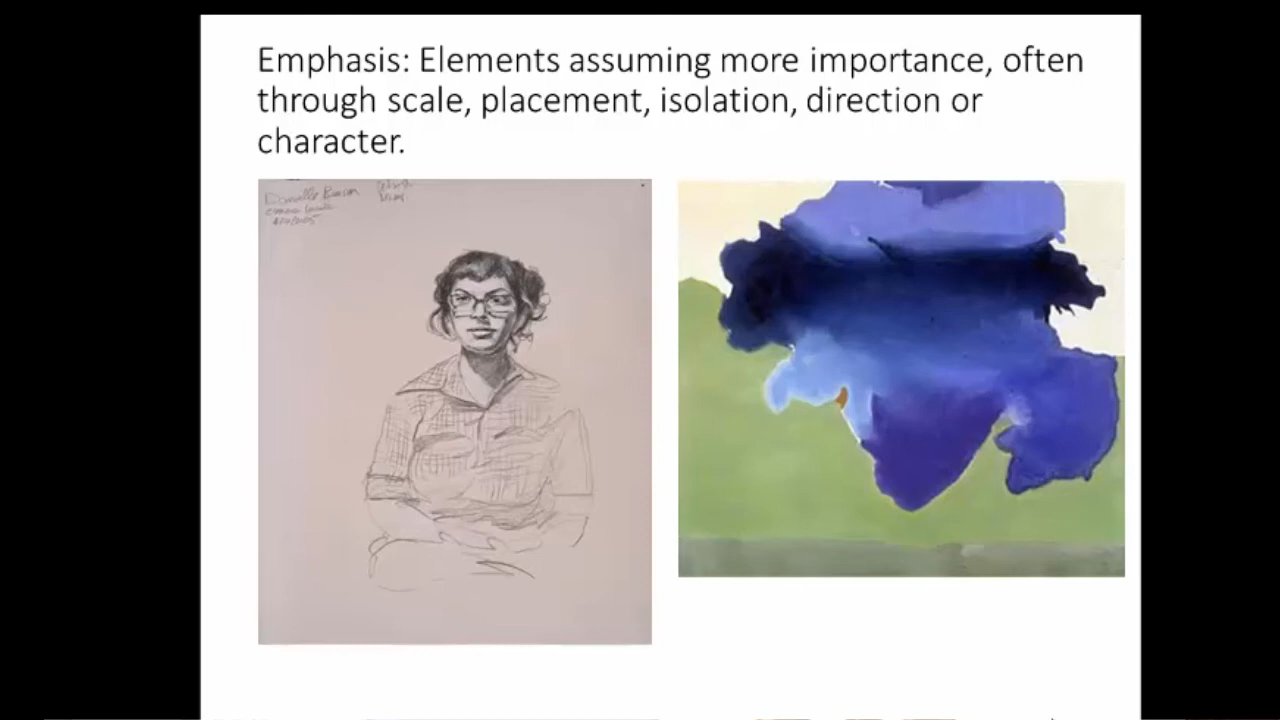 Emphasis: Elements assuming more importance, often
through scale, placement, isolation, direction or
character.